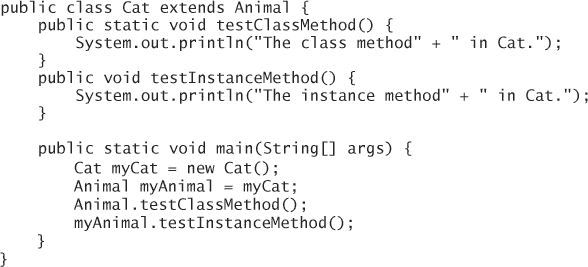 public class Cat extends Animal {
    public static void testClassMethod() {
        System.out.println("The class method" + " in Cat.");
    }
    public void testInstanceMethod() {
        System.out.println("The instance method" + " in Cat.");
    }

    public static void main(String[] args) {
        Cat myCat = new Cat();
        Animal myAnimal = myCat;
        Animal.testClassMethod();
        myAnimal.testInstanceMethod();
    }
}